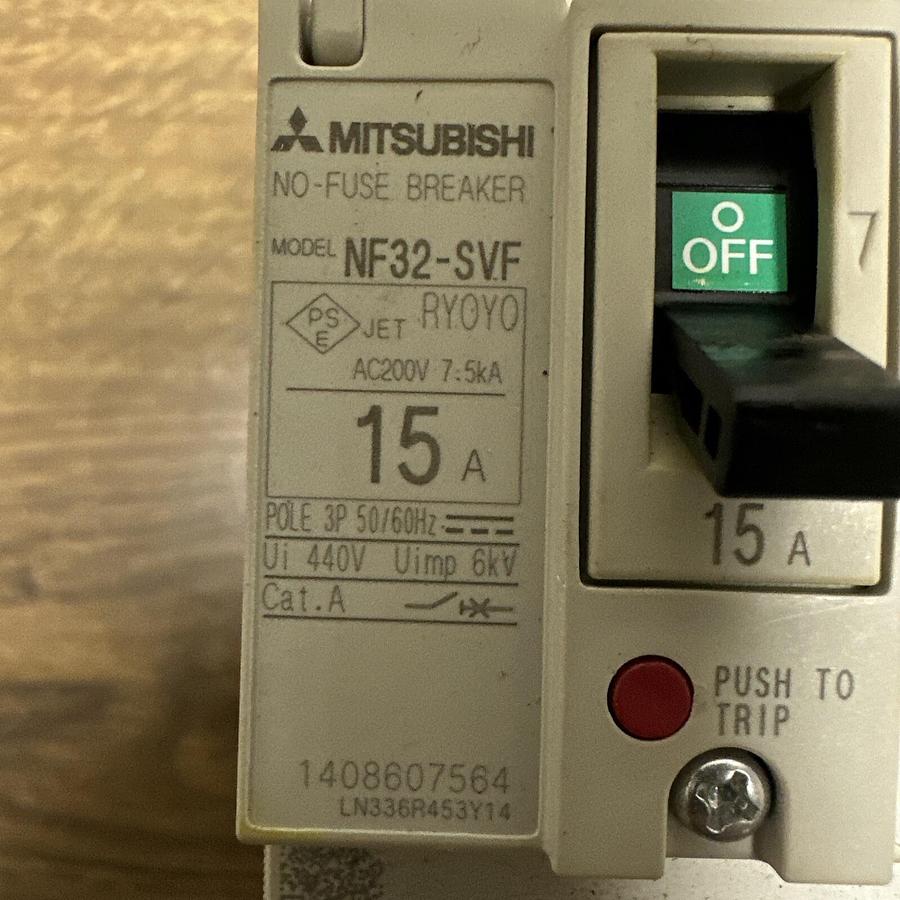 MITSUBISHI
NO-FUSE BREAKER
MODEL NF32-SVF
PS
E
JET RYOYO
AC200V 7.5kA
15 A
POLE 3P 50/60Hz
Ui 440V Uimp 6kV
Cat.A
1408607564
LN336R453Y14
O
OFF
7
15 A
PUSH TO
TRIP